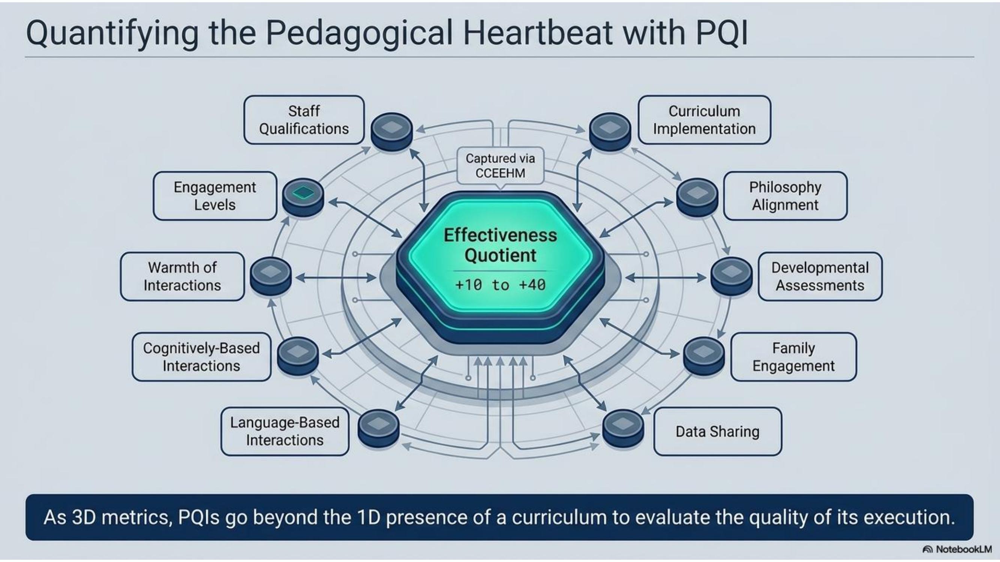 Quantifying the Pedagogical Heartbeat with PQI
Staff
Qualifications
Curriculum
Implementation
Captured via
CCEEHM
Engagement
Levels
Philosophy
Alignment
Effectiveness
Quotient
+10 to +40
Warmth of
Interactions
Developmental
Assessments
Cognitively-Based
Interactions
Family
Engagement
Language-Based
Interactions
Data Sharing
As 3D metrics, PQIs go beyond the 1D presence of a curriculum to evaluate the quality of its execution.
NotebookLM